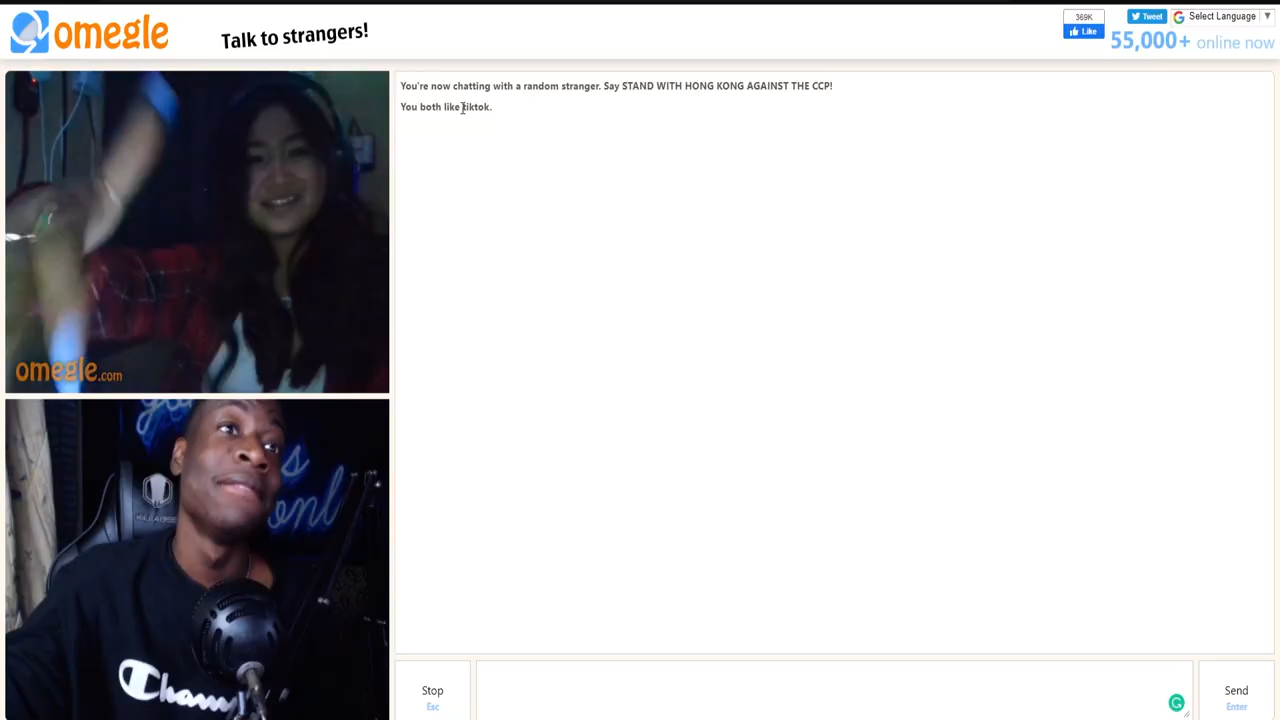 omegle
Talk to strangers!
369K
Like
Tweet
Select Language
55,000+ online now
You're now chatting with a random stranger. Say STAND WITH HONG KONG AGAINST THE CCP!
You both like tiktok.
omegle.com
Cham
Stop
Esc
Send
Enter